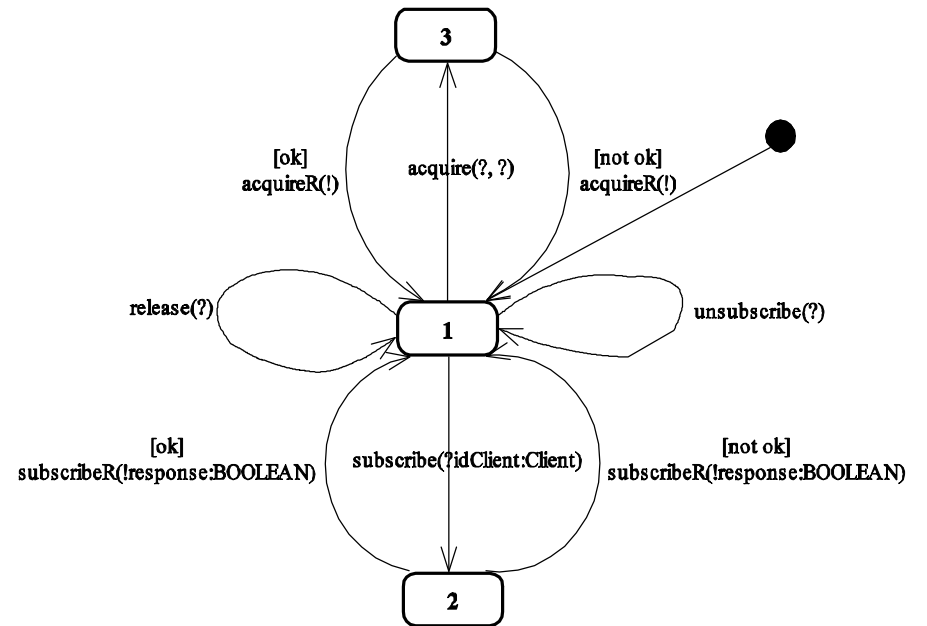 3
[ok]
acquireR(!)
acquire(?, ?)
[not ok]
acquireR(!)
release(?)
1
unsubscribe(?)
[ok]
subscribeR(!response:BOOLEAN)
subscribe(?idClient:Client)
[not ok]
subscribeR(!response:BOOLEAN)
2